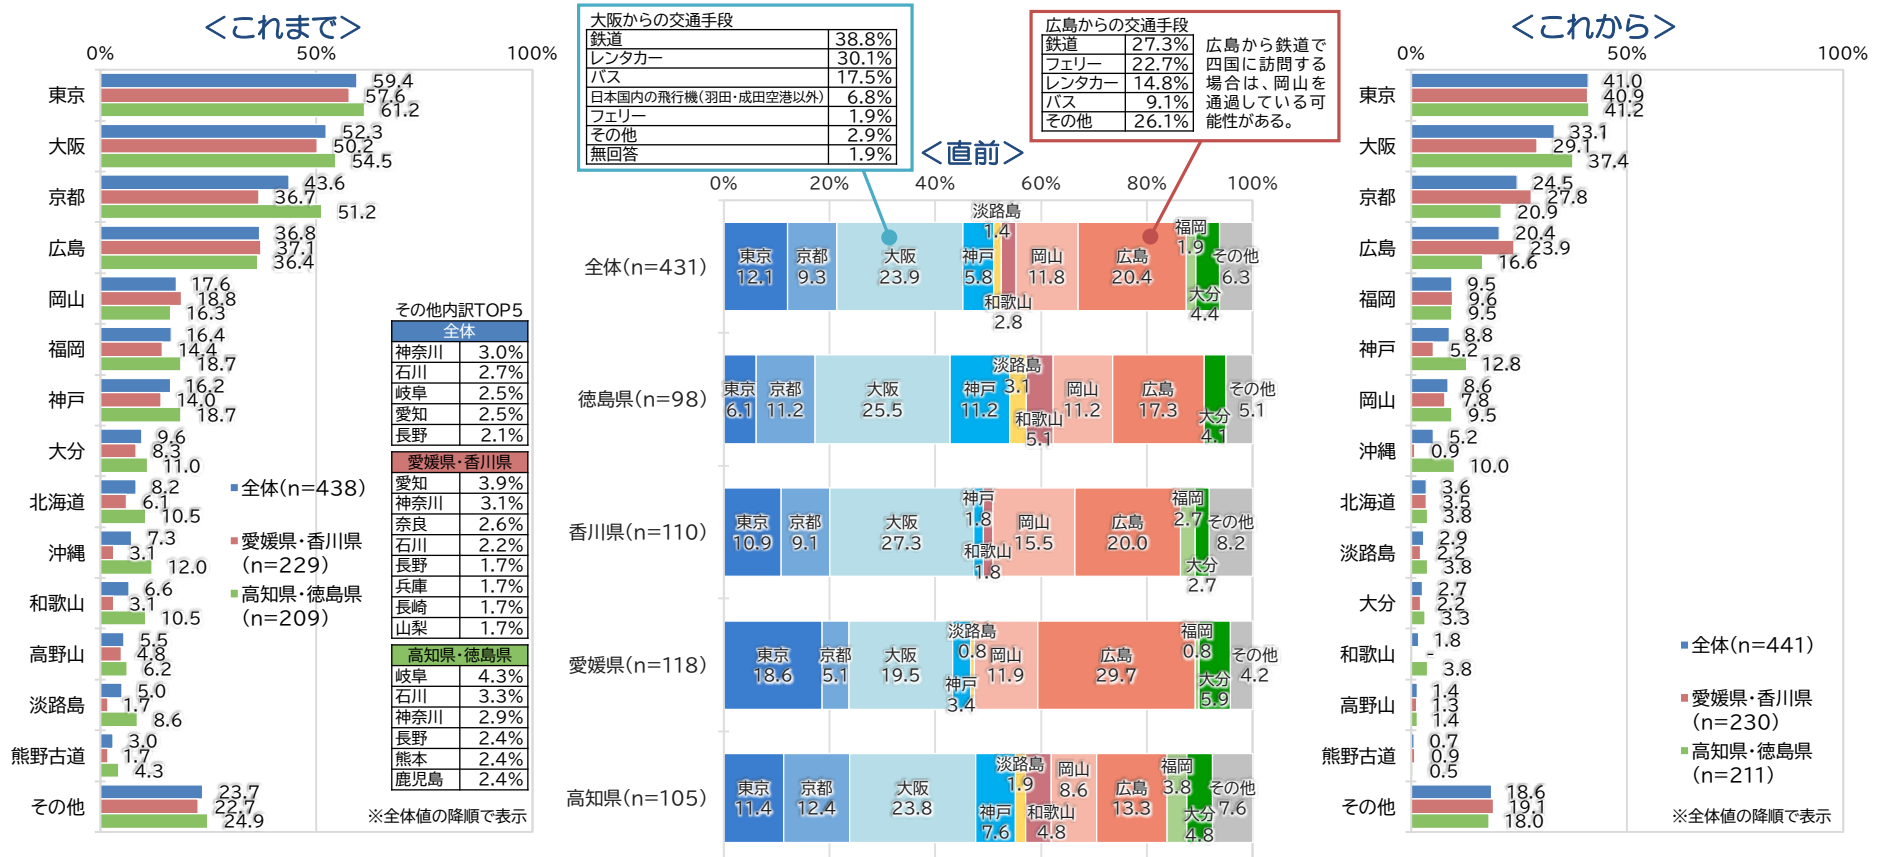 ＜これまで＞
0%
50%
100%
東京
59.4
57.6
61.2
大阪
52.3
50.2
54.5
京都
43.6
36.7
51.2
広島
36.8
37.1
36.4
岡山
17.6
18.8
16.3
福岡
16.4
14.4
18.7
神戸
16.2
14.0
18.7
大分
9.6
8.3
11.0
北海道
8.2
6.1
10.5
沖縄
7.3
3.1
12.0
和歌山
6.6
3.1
10.5
高野山
5.5
4.8
6.2
淡路島
5.0
1.7
8.6
熊野古道
3.0
1.7
4.3
その他
23.7
22.7
24.9
全体(n=438)
愛媛県・香川県
(n=229)
高知県・徳島県
(n=209)
その他内訳TOP5
全体
神奈川 3.0%
石川 2.7%
岐阜 2.5%
愛知 2.5%
長野 2.1%
愛媛県・香川県
愛知 3.9%
神奈川 3.1%
奈良 2.6%
石川 2.2%
長野 1.7%
兵庫 1.7%
長崎 1.7%
山梨 1.7%
高知県・徳島県
岐阜 4.3%
石川 3.3%
神奈川 2.9%
長野 2.4%
熊本 2.4%
鹿児島 2.4%
※全体値の降順で表示
大阪からの交通手段
鉄道 38.8%
レンタカー 30.1%
バス 17.5%
日本国内の飛行機(羽田・成田空港以外) 6.8%
フェリー 1.9%
その他 2.9%
無回答 1.9%
広島からの交通手段
鉄道 27.3%
フェリー 22.7%
レンタカー 14.8%
バス 9.1%
その他 26.1%
広島から鉄道で
四国に訪問する
場合は、岡山を
通過している可
能性がある。
＜直前＞
0%
20%
40%
60%
80%
100%
全体(n=431)
東京
12.1
京都
9.3
大阪
23.9
神戸
5.8
淡路島
1.4
和歌山
2.8
岡山
11.8
広島
20.4
福岡
1.9
大分
4.4
その他
6.3
徳島県(n=98)
東京
6.1
京都
11.2
大阪
25.5
神戸
11.2
淡路島
3.1
和歌山
5.1
岡山
11.2
広島
17.3
大分
4.1
その他
5.1
香川県(n=110)
東京
10.9
京都
9.1
大阪
27.3
神戸
1.8
和歌山
1.8
岡山
15.5
広島
20.0
福岡
2.7
大分
2.7
その他
8.2
愛媛県(n=118)
東京
18.6
京都
5.1
大阪
19.5
神戸
3.4
淡路島
0.8
岡山
11.9
広島
29.7
福岡
0.8
大分
5.9
その他
4.2
高知県(n=105)
東京
11.4
京都
12.4
大阪
23.8
神戸
7.6
淡路島
1.9
和歌山
4.8
岡山
8.6
広島
13.3
福岡
3.8
大分
4.8
その他
7.6
＜これから＞
0%
50%
100%
東京
41.0
40.9
41.2
大阪
33.1
29.1
37.4
京都
24.5
27.8
20.9
広島
20.4
23.9
16.6
福岡
9.5
9.6
9.5
神戸
8.8
5.2
12.8
岡山
8.6
7.8
9.5
沖縄
5.2
0.9
10.0
北海道
3.6
3.5
3.8
淡路島
2.9
2.2
3.8
大分
2.7
2.2
3.3
和歌山
1.8
-
3.8
高野山
1.4
1.3
1.4
熊野古道
0.7
0.9
0.5
その他
18.6
19.1
18.0
全体(n=441)
愛媛県・香川県
(n=230)
高知県・徳島県
(n=211)
※全体値の降順で表示